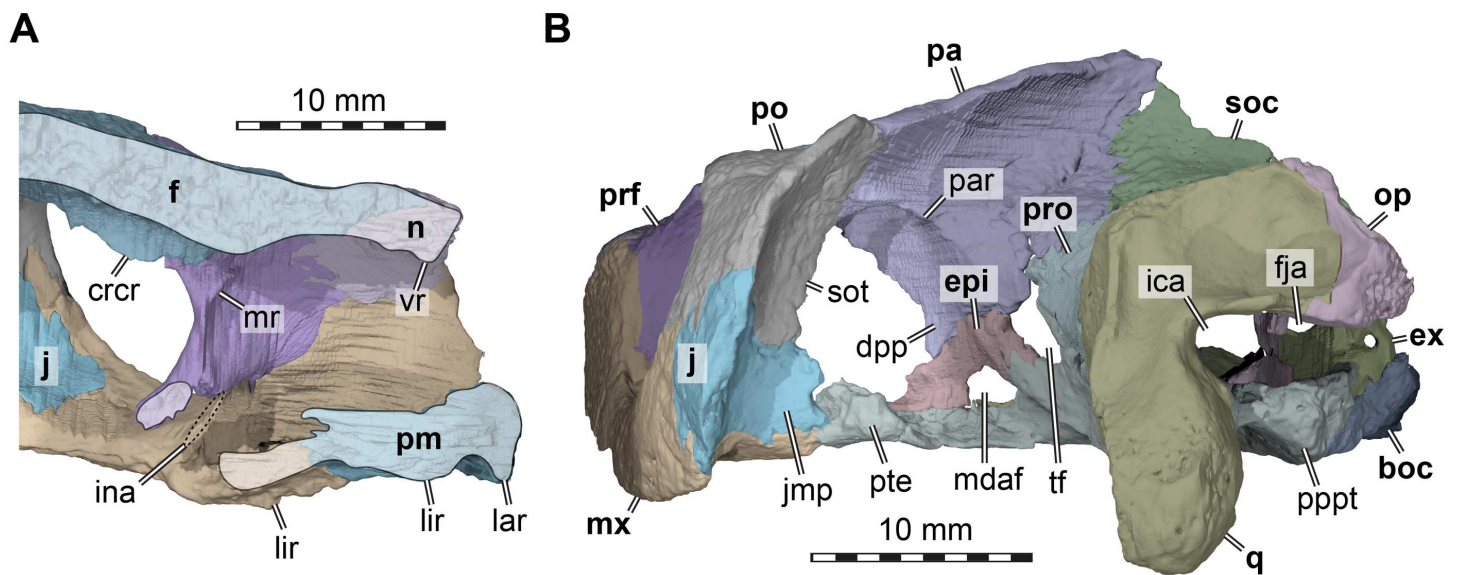 A
10 mm
f
n
crcr
mr
vr
j
pm
ina
lir
lir
lar
B
pa
po
soc
prf
par
pro
op
ica
fja
sot
epi
dpp
j
ex
jmp
pte
mdaf
tf
pppt
boc
mx
10 mm
q